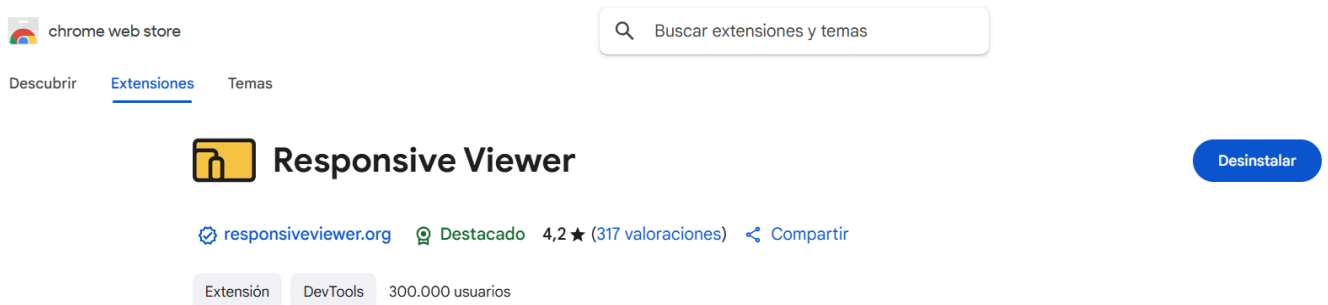 chrome web store
Buscar extensiones y temas
Descubrir Extensiones Temas
Responsive Viewer
Desinstalar
responsiveviewer.org Destacado 4,2 ★ (317 valoraciones) Compartir
Extensión DevTools 300.000 usuarios